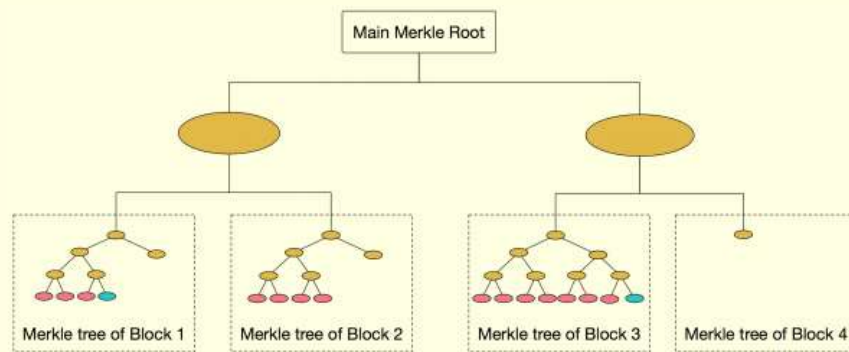 Main Merkle Root
Merkle tree of Block 1
Merkle tree of Block 2
Merkle tree of Block 3
Merkle tree of Block 4